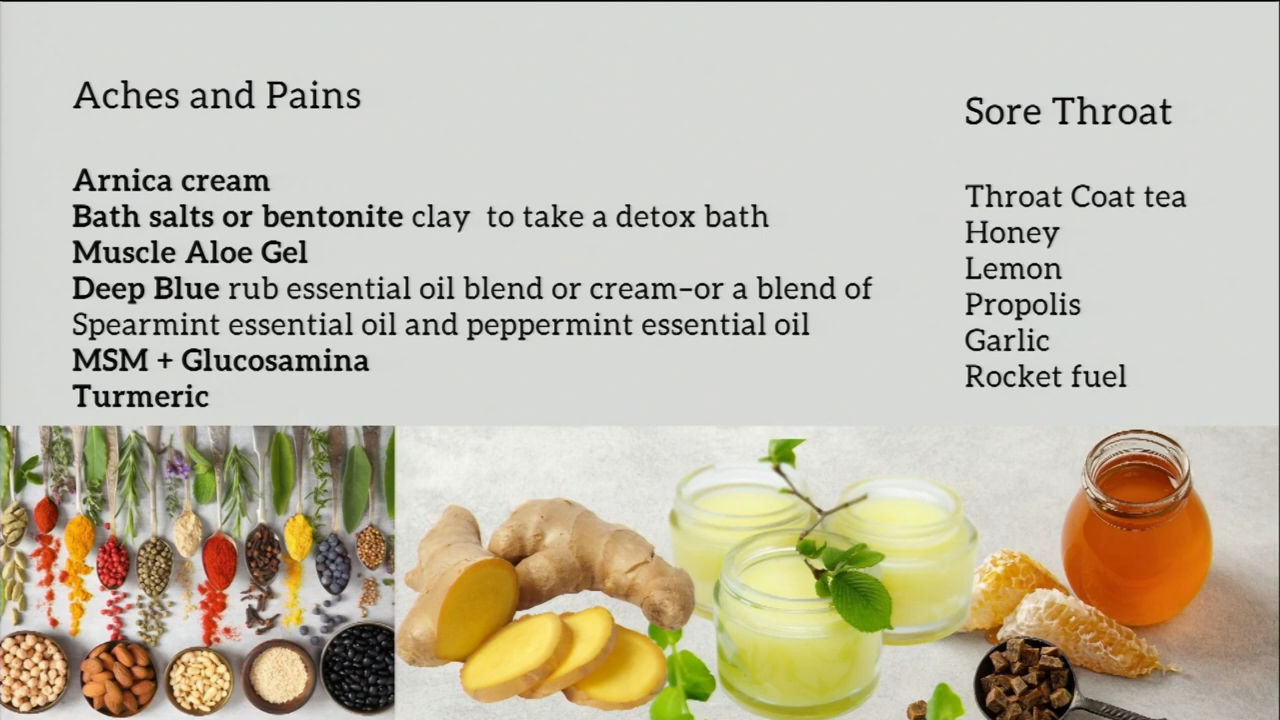 Aches and Pains
Arnica cream
Bath salts or bentonite clay  to take a detox bath
Muscle Aloe Gel
Deep Blue rub essential oil blend or cream–or a blend of
Spearmint essential oil and peppermint essential oil
MSM + Glucosamina
Turmeric
Sore Throat
Throat Coat tea
Honey
Lemon
Propolis
Garlic
Rocket fuel